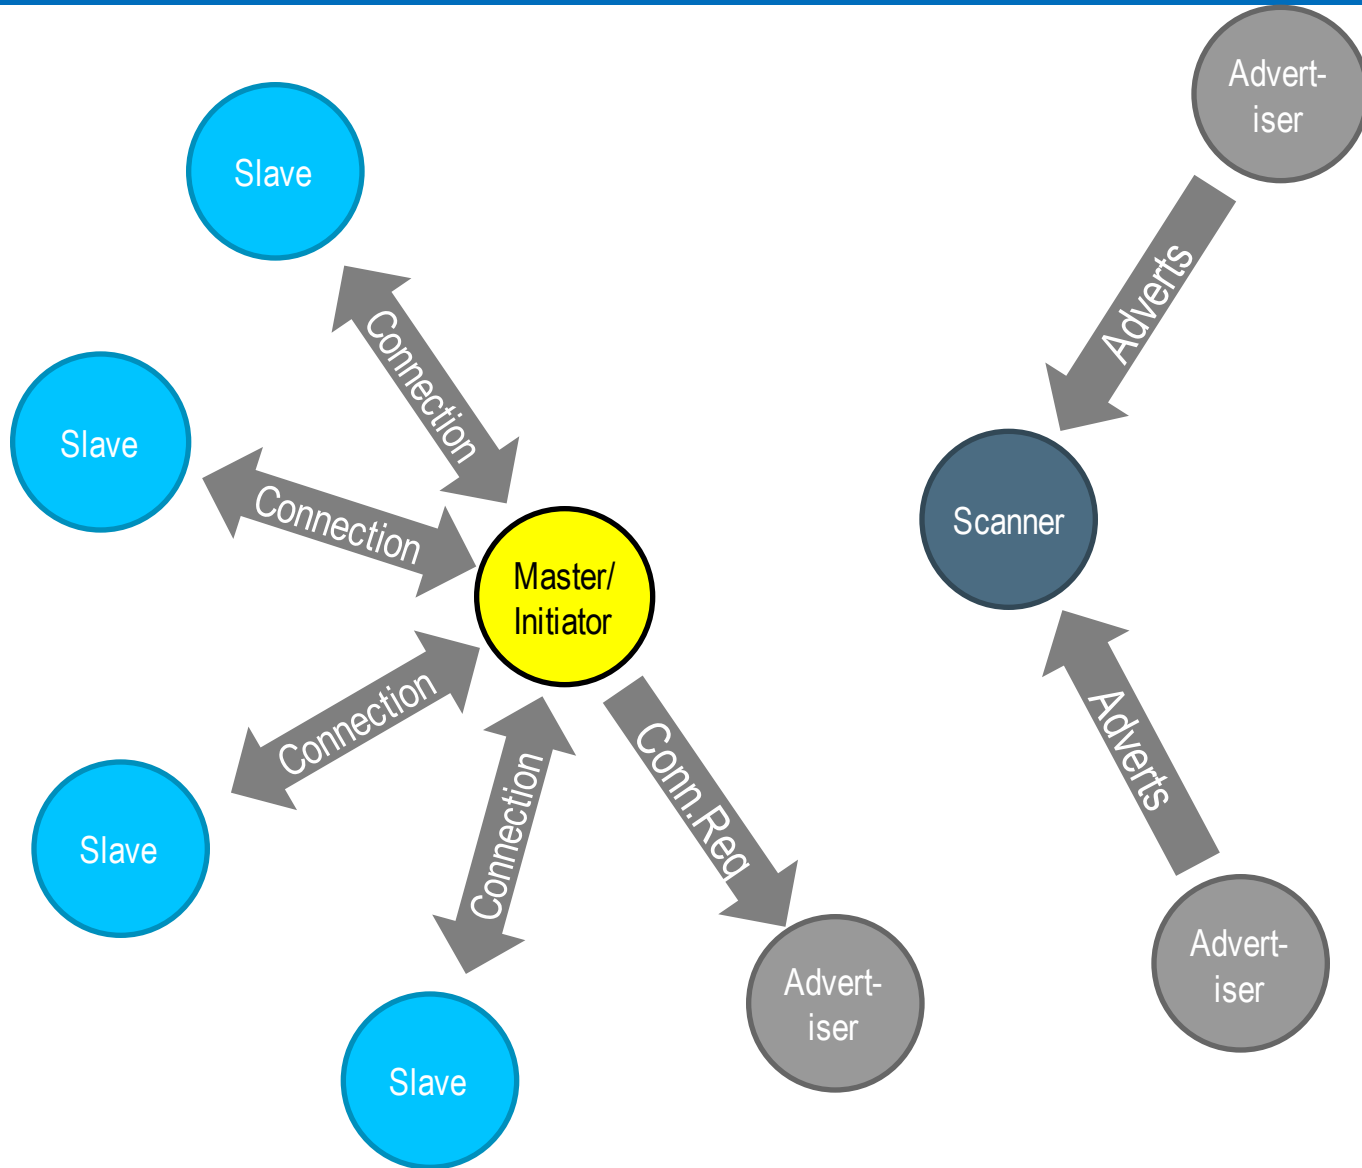 Advert-
iser
Slave
Adverts
Connection
Slave
Connection
Scanner
Master/
Initiator
Connection
Adverts
Connection
Conn.Req
Slave
Advert-
iser
Advert-
iser
Slave